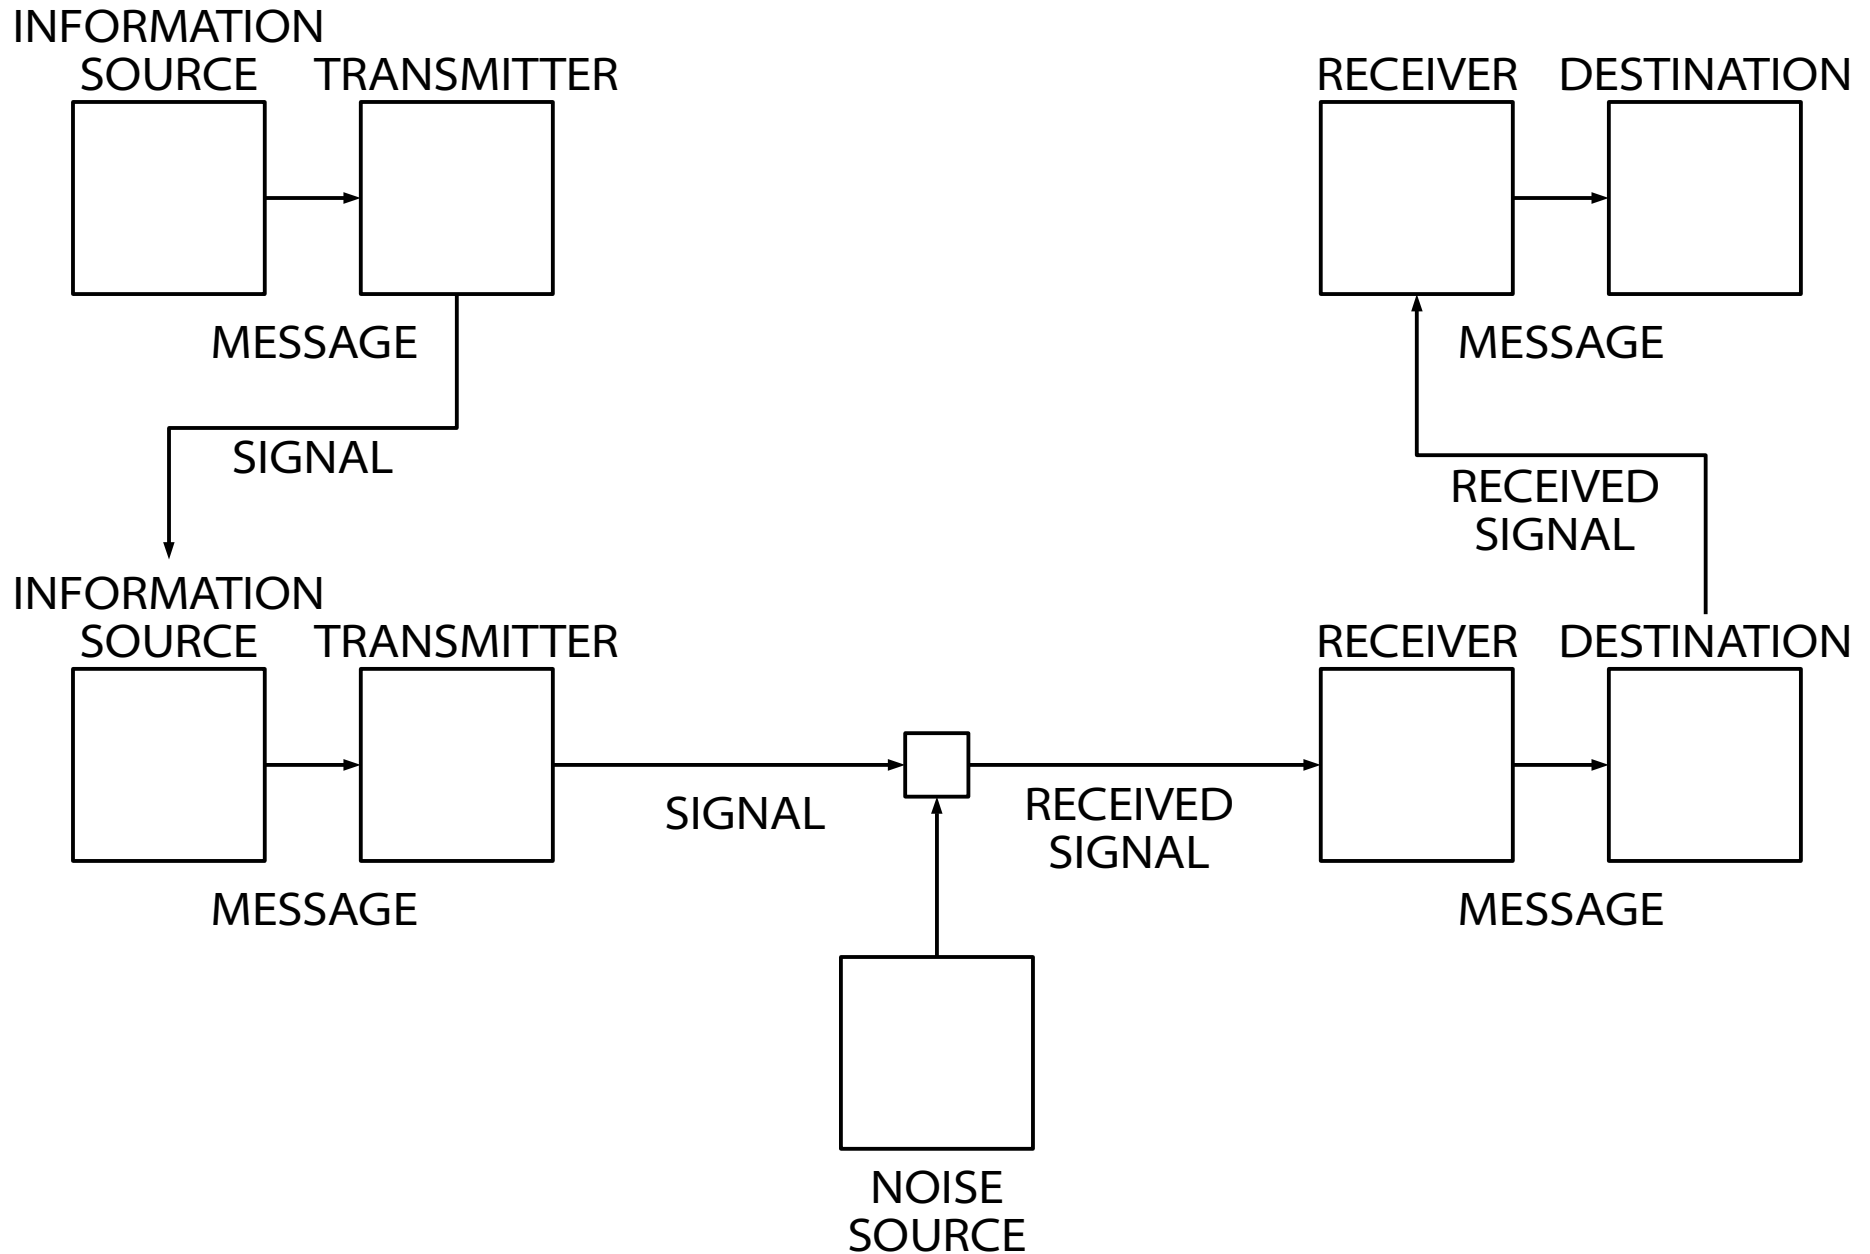 INFORMATION
SOURCE
TRANSMITTER
RECEIVER
DESTINATION
MESSAGE
MESSAGE
SIGNAL
RECEIVED
SIGNAL
INFORMATION
SOURCE
TRANSMITTER
RECEIVER
DESTINATION
SIGNAL
RECEIVED
SIGNAL
MESSAGE
MESSAGE
NOISE
SOURCE